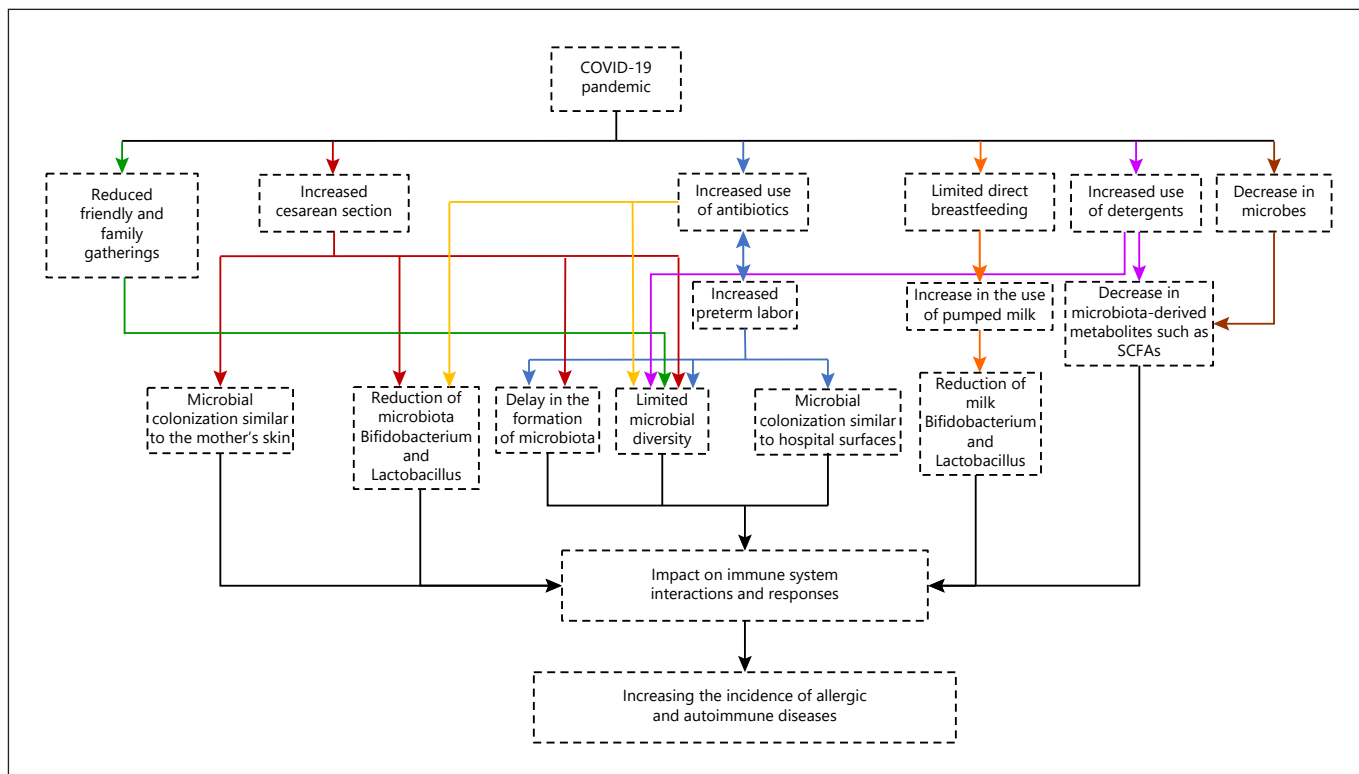 COVID-19
pandemic
Reduced
friendly and
family
gatherings
Increased
cesarean section
Increased use
of antibiotics
Limited direct
breastfeeding
Increased use
of detergents
Decrease in
microbes
Increased
preterm labor
Increase in the use
of pumped milk
Decrease in
microbiota-derived
metabolites such as
SCFAs
Microbial
colonization similar
to the mother's skin
Reduction of
microbiota
Bifidobacterium
and
Lactobacillus
Delay in the
formation
of microbiota
Limited
microbial
diversity
Microbial
colonization similar
to hospital surfaces
Reduction of
milk
Bifidobacterium
and
Lactobacillus
Impact on immune system
interactions and responses
Increasing the incidence of allergic
and autoimmune diseases